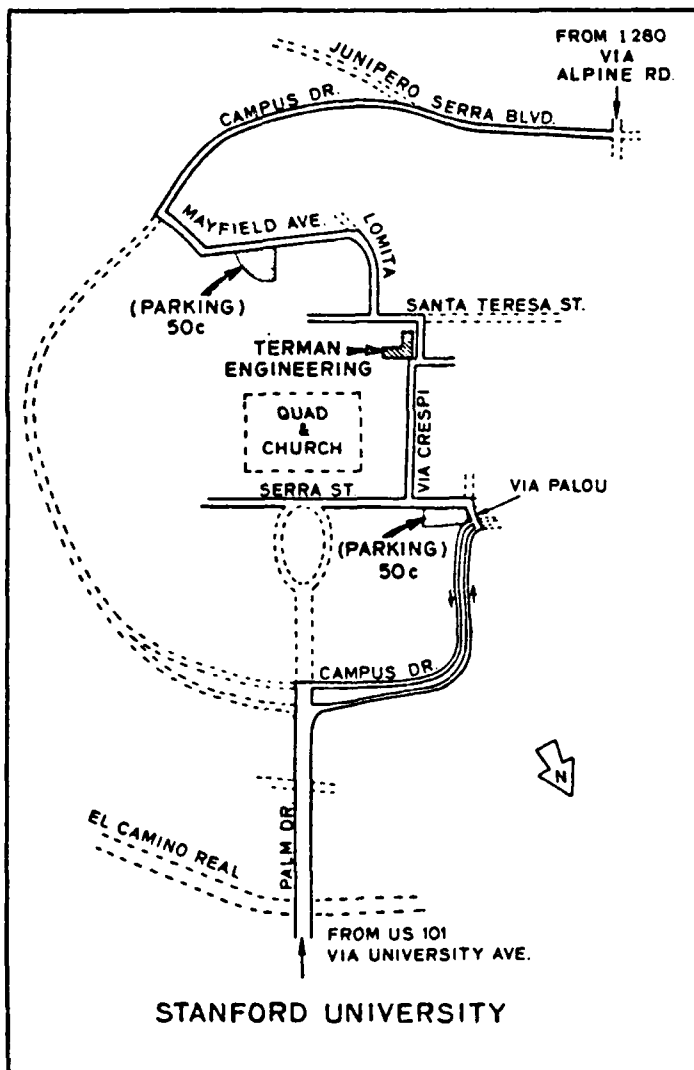 FROM I280
VIA
ALPINE RD.
JUNIPERO SERRA BLVD.
CAMPUS DR.
MAYFIELD AVE.
LOMITA
(PARKING)
50c
SANTA TERESA ST.
TERMAN
ENGINEERING
QUAD
&
CHURCH
VIA CRESPI
SERRA ST.
VIA PALOU
(PARKING)
50c
CAMPUS DR.
N
PALM DR.
EL CAMINO REAL
FROM US 101
VIA UNIVERSITY AVE.
STANFORD UNIVERSITY